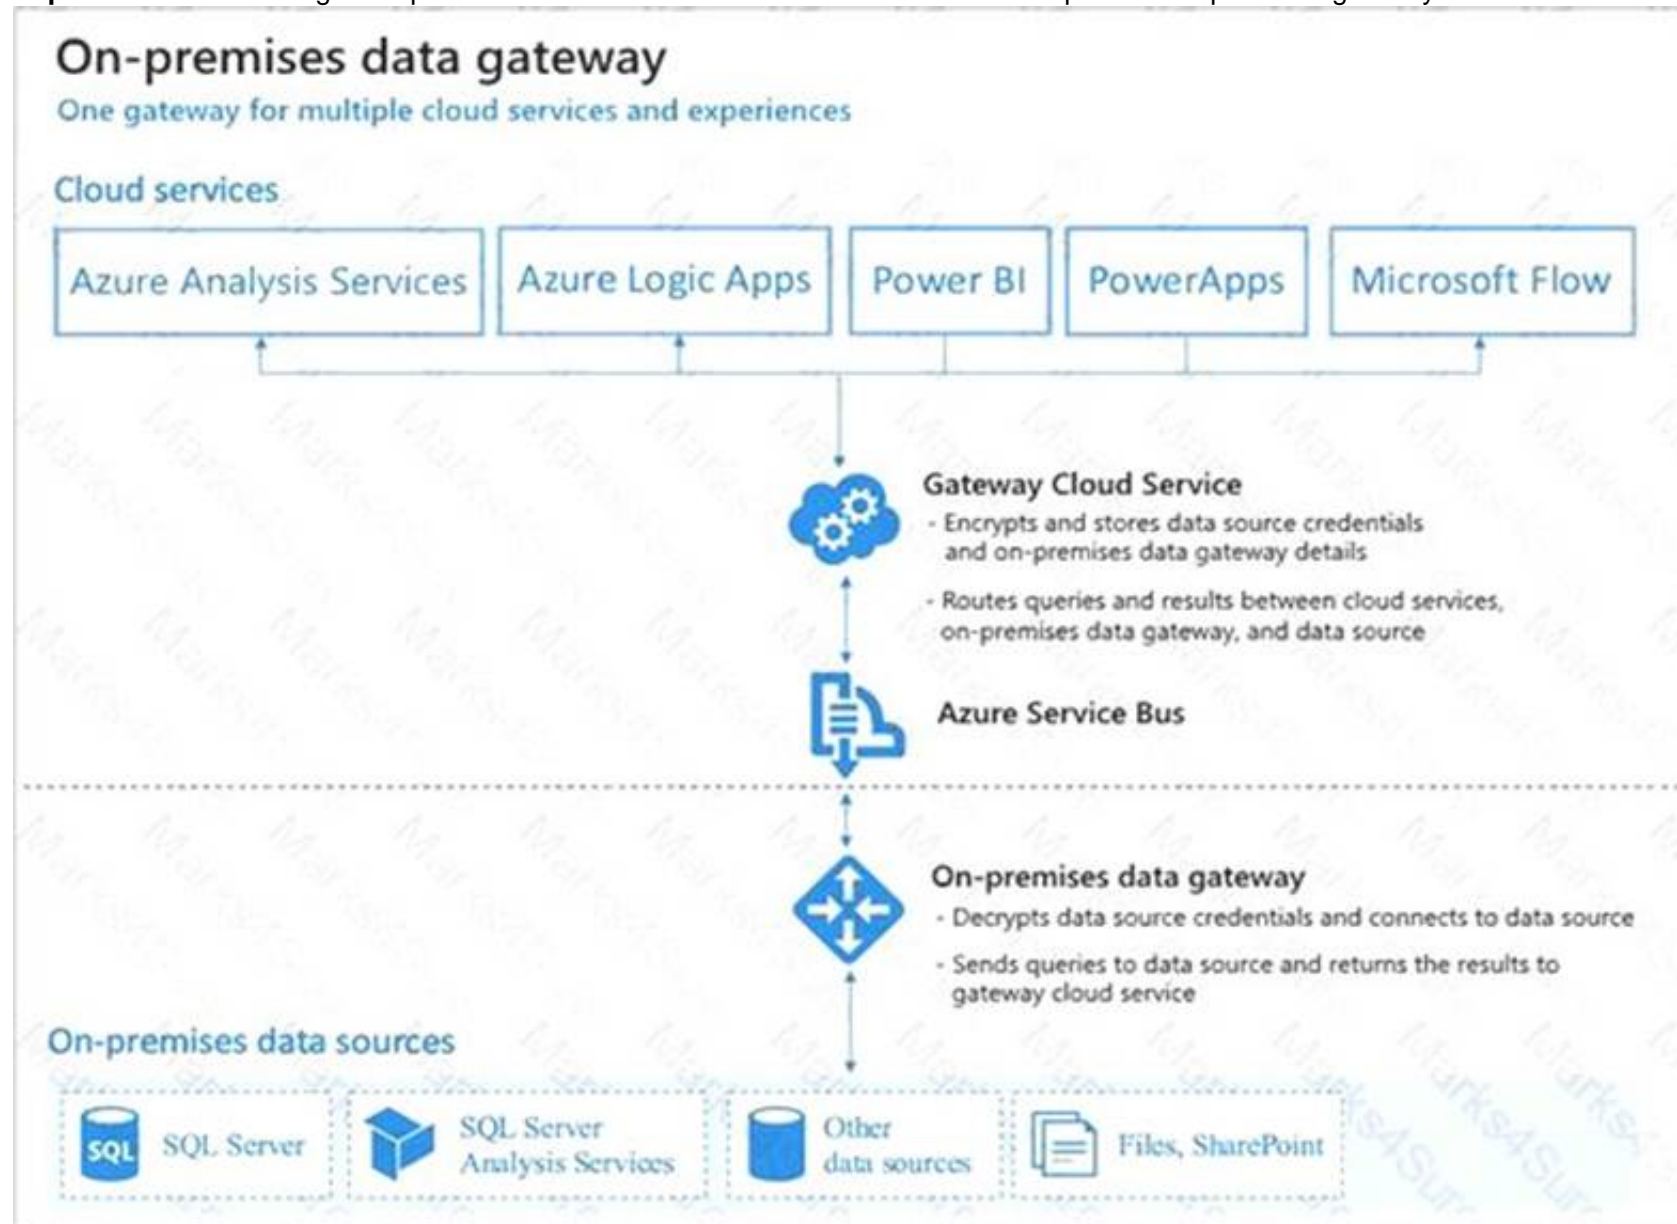 On-premises data gateway
One gateway for multiple cloud services and experiences
Cloud services
Azure Analysis Services
Azure Logic Apps
Power BI
PowerApps
Microsoft Flow
Gateway Cloud Service
- Encrypts and stores data source credentials
and on-premises data gateway details
- Routes queries and results between cloud services,
on-premises data gateway, and data source
Azure Service Bus
On-premises data gateway
- Decrypts data source credentials and connects to data source
- Sends queries to data source and returns the results to
gateway cloud service
On-premises data sources
SQL
SQL Server
SQL Server
Analysis Services
Other
data sources
Files, SharePoint
Marks4Sure